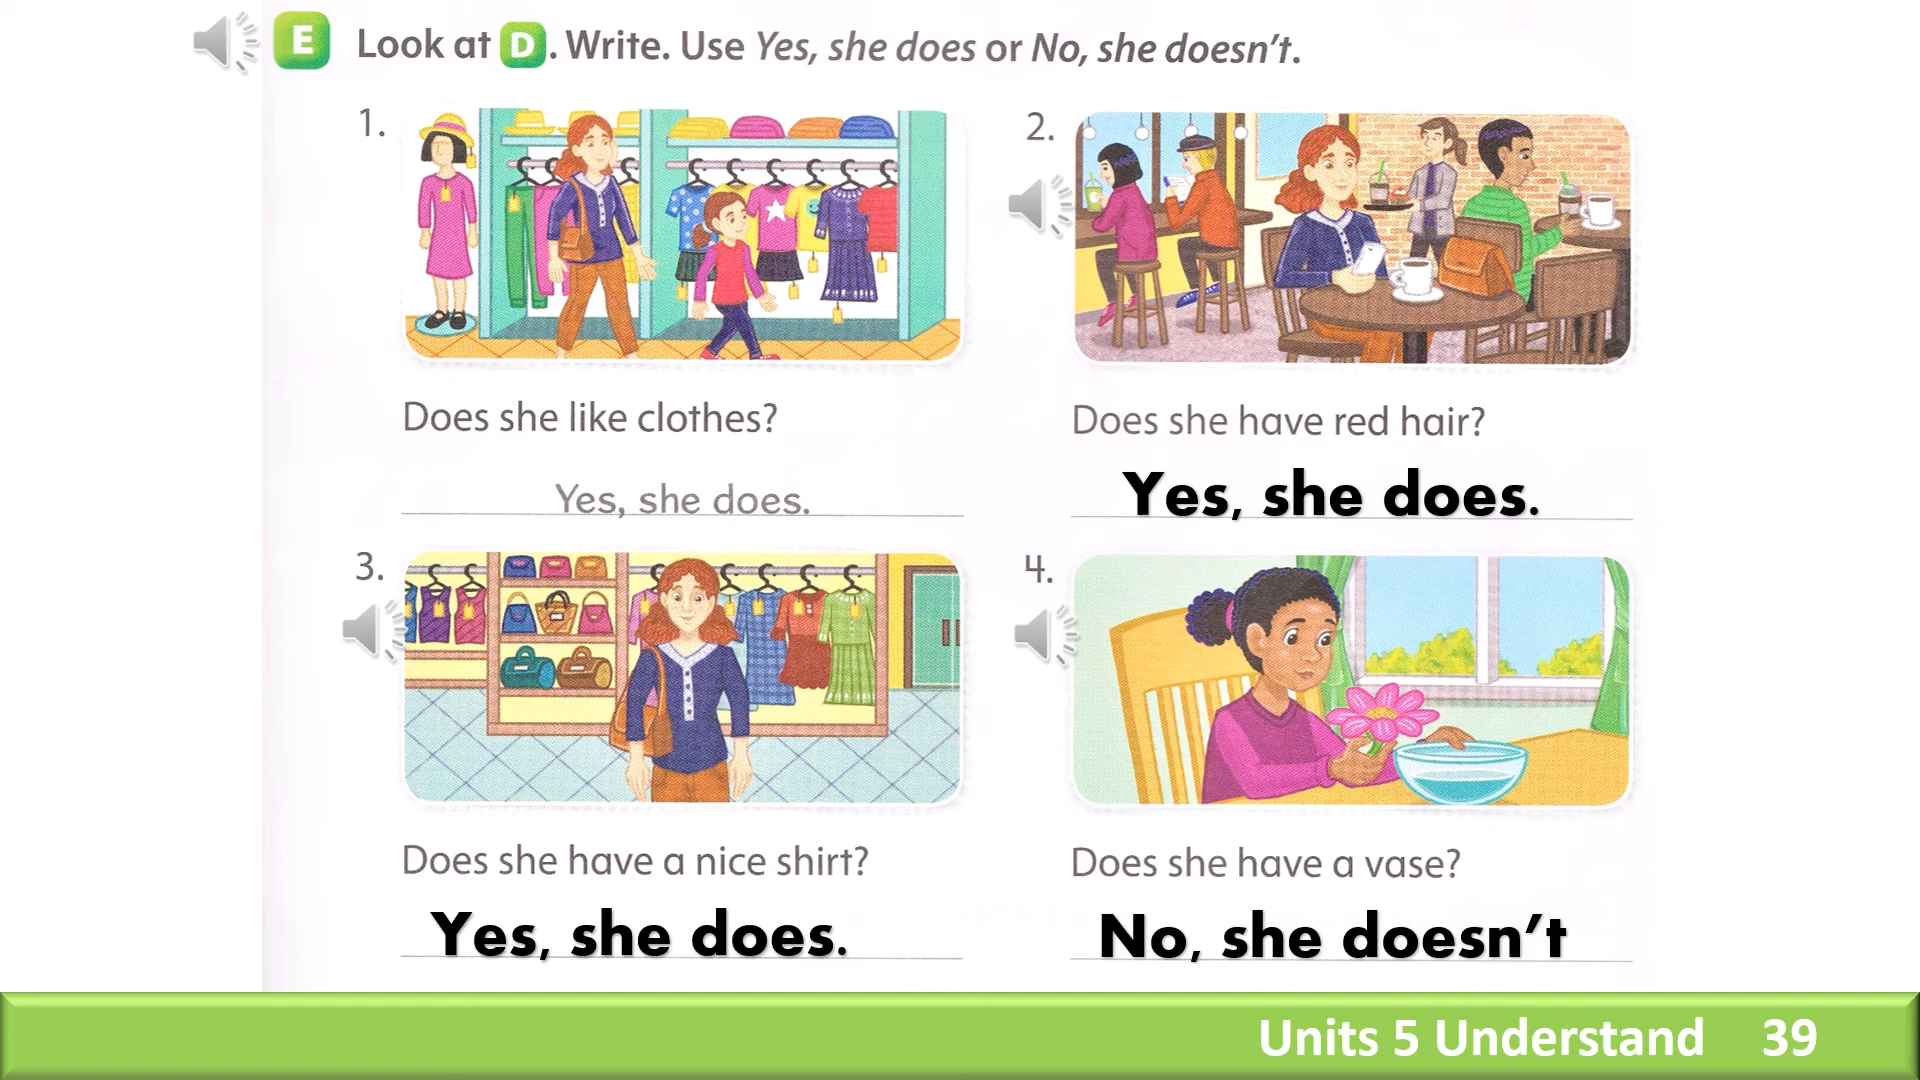 E Look at D. Write. Use Yes, she does or No, she doesn't.
1.
2.
Does she like clothes?
Does she have red hair?
Yes, she does.
Yes, she does.
3.
4.
Does she have a nice shirt?
Does she have a vase?
Yes, she does.
No, she doesn't
Units 5 Understand 39